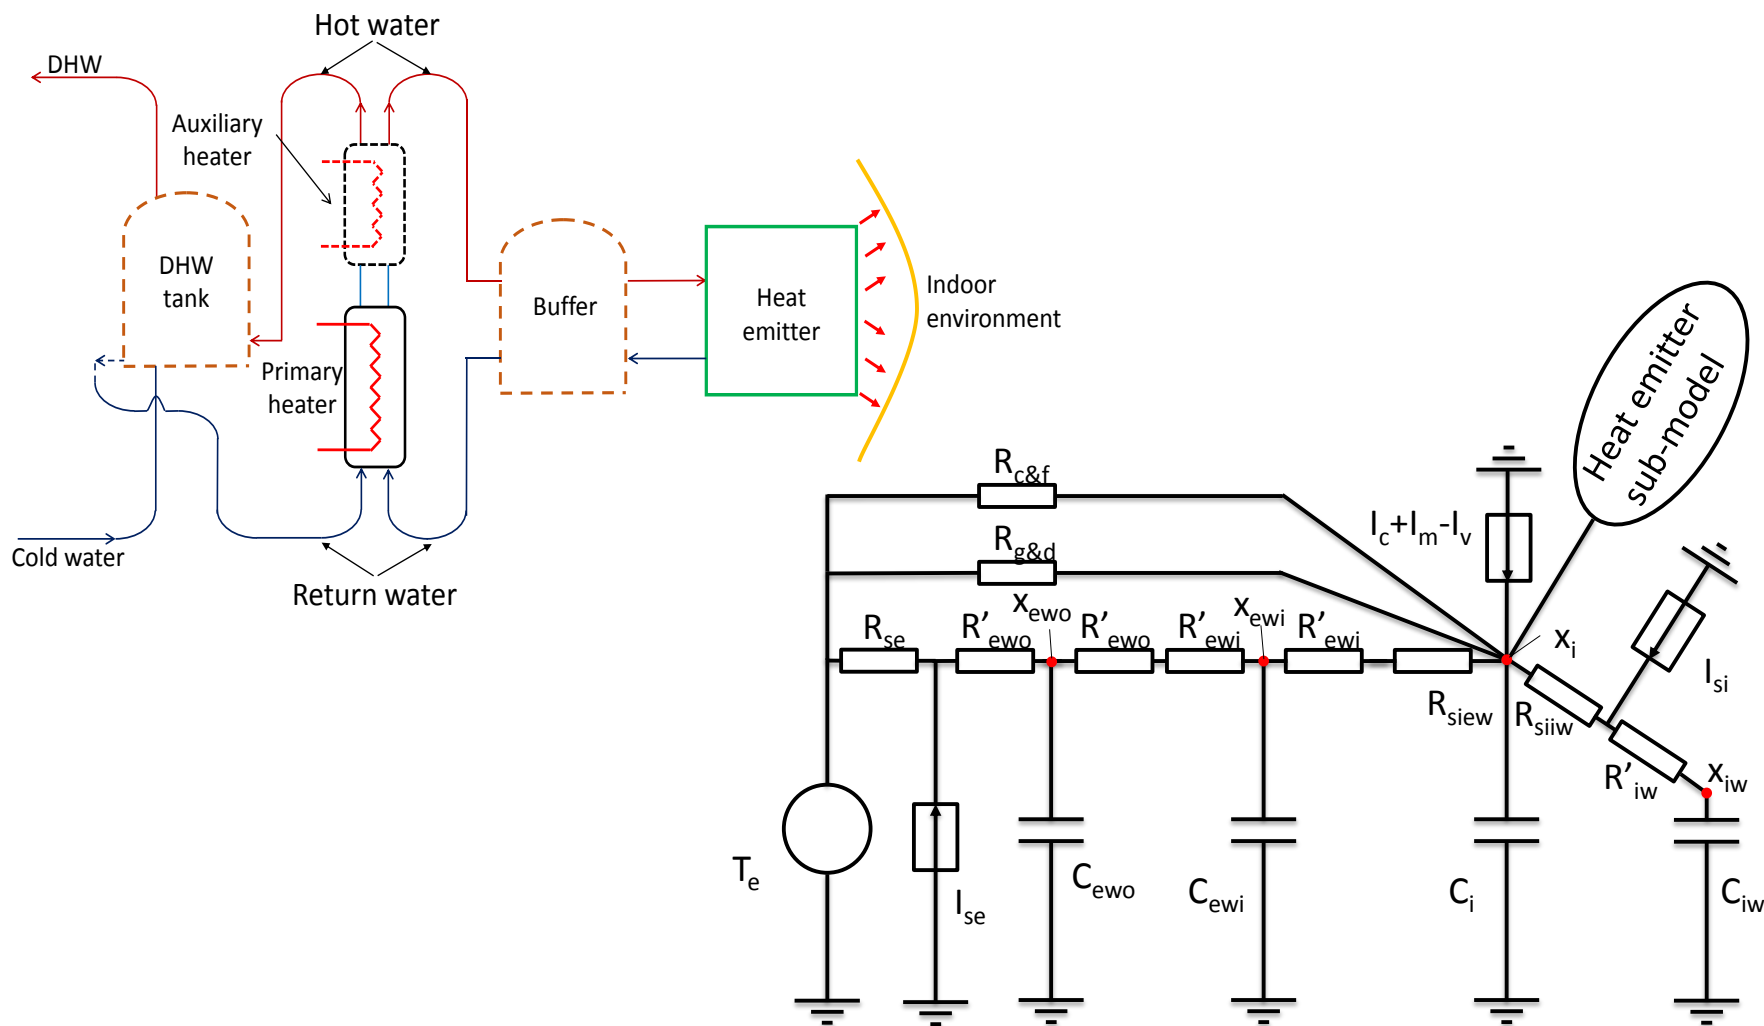 Hot water
DHW
Auxiliary
heater
DHW
tank
Buffer
Heat
emitter
Indoor
environment
Primary
heater
Cold water
Return water
Heat emitter
sub-model
R_c&f
I_c+I_m-I_v
R_g&d
x_ewo
x_ewi
R_se
R'_ewo
R'_ewo
R'_ewi
R'_ewi
x_i
I_si
R_siew
R_siiw
R'_iw
x_iw
T_e
I_se
C_ewo
C_ewi
C_i
C_iw